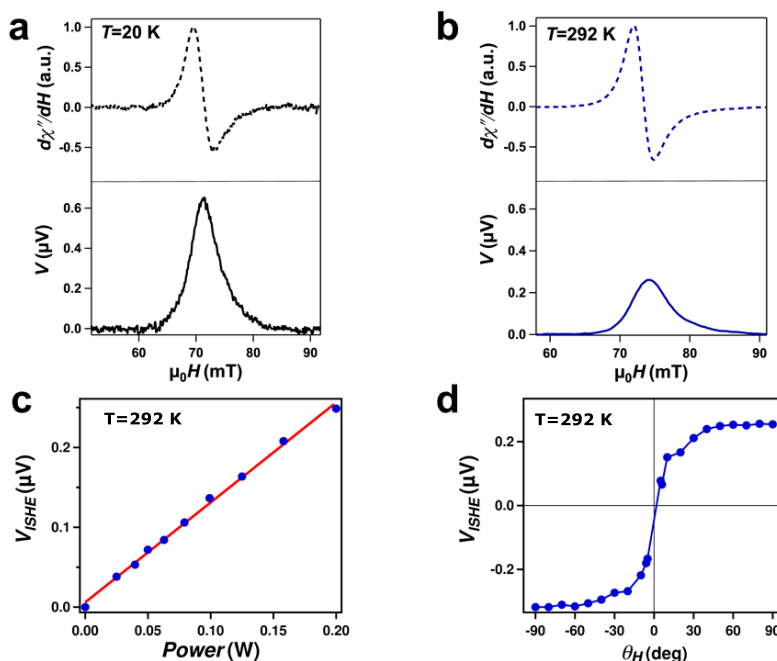 a
T=20 K
1.0
0.5
0.0
-0.5
dχ″/dH (a.u.)
0.6
0.4
0.2
0.0
V (µV)
60 70 80 90
µ0H (mT)
b
T=292 K
1.0
0.5
0.0
-0.5
dχ″/dH (a.u.)
0.6
0.4
0.2
0.0
V (µV)
60 70 80 90
µ0H (mT)
c
T=292 K
0.2
0.1
0.0
VISHE (µV)
0.00 0.05 0.10 0.15 0.20
Power (W)
d
T=292 K
0.2
0.0
-0.2
VISHE (µV)
-90 -60 -30 0 30 60 90
θH (deg)